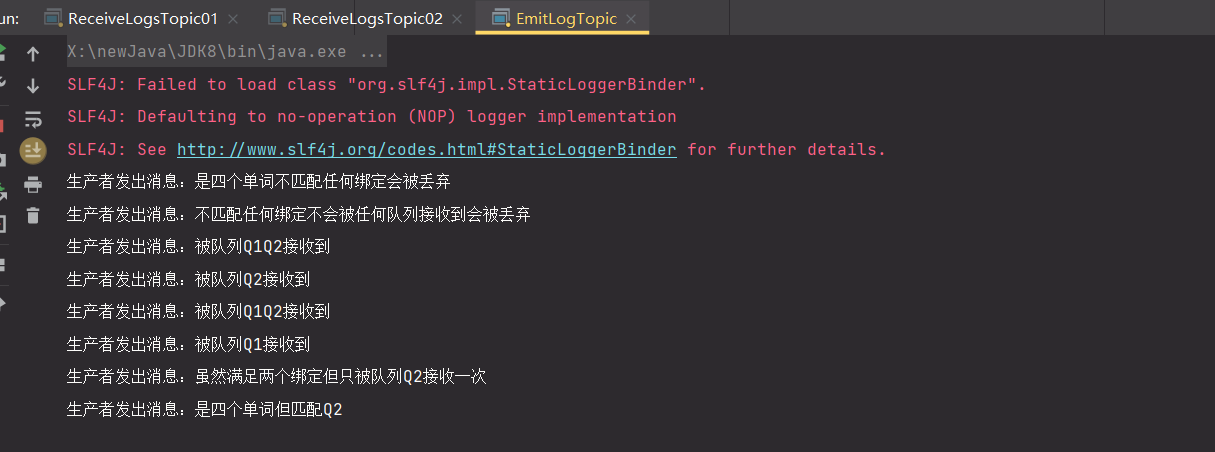 un: ReceiveLogsTopic01 × ReceiveLogsTopic02 × EmitLogTopic ×
X:\newJava\JDK8\bin\java.exe ...
SLF4J: Failed to load class "org.slf4j.impl.StaticLoggerBinder".
SLF4J: Defaulting to no-operation (NOP) logger implementation
SLF4J: See http://www.slf4j.org/codes.html#StaticLoggerBinder for further details.
生产者发出消息：是四个单词不匹配任何绑定会被丢弃
生产者发出消息：不匹配任何绑定不会被任何队列接收到会被丢弃
生产者发出消息：被队列Q1Q2接收到
生产者发出消息：被队列Q2接收到
生产者发出消息：被队列Q1Q2接收到
生产者发出消息：被队列Q1接收到
生产者发出消息：虽然满足两个绑定但只被队列Q2接收一次
生产者发出消息：是四个单词但匹配Q2